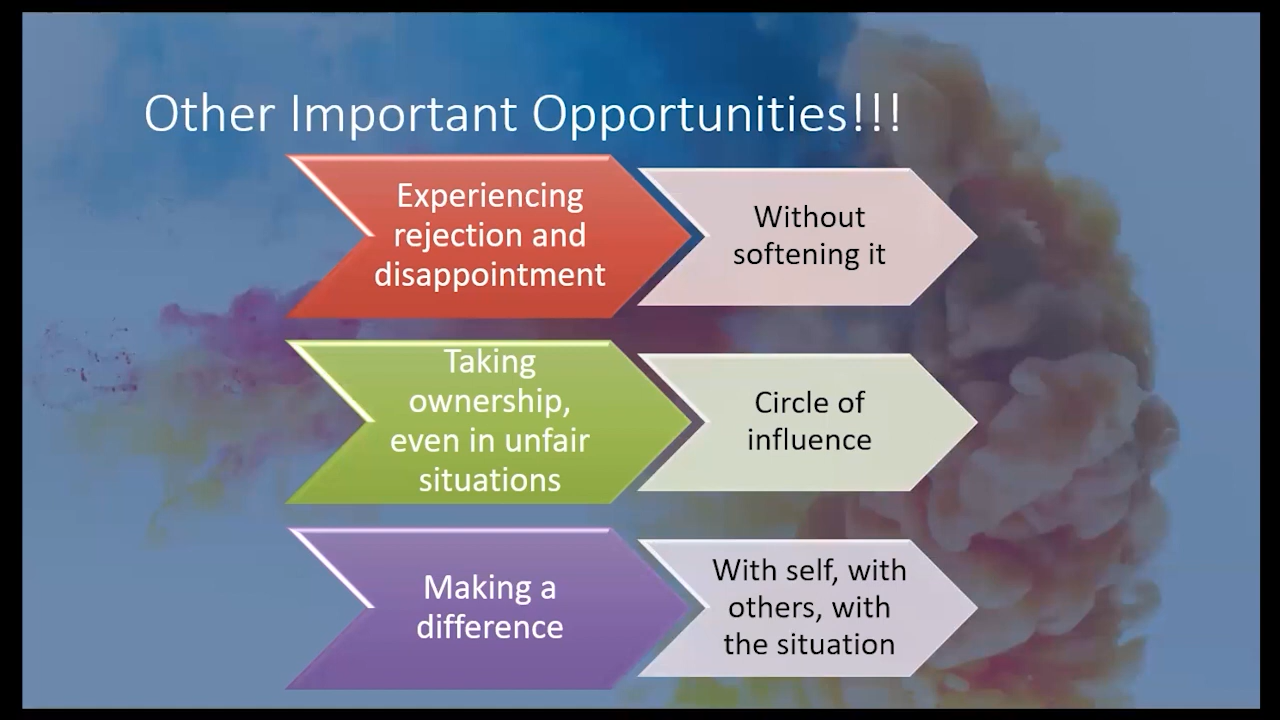 Other Important Opportunities!!!
Experiencing
rejection and
disappointment
Without
softening it
Taking
ownership,
even in unfair
situations
Circle of
influence
Making a
difference
With self, with
others, with
the situation